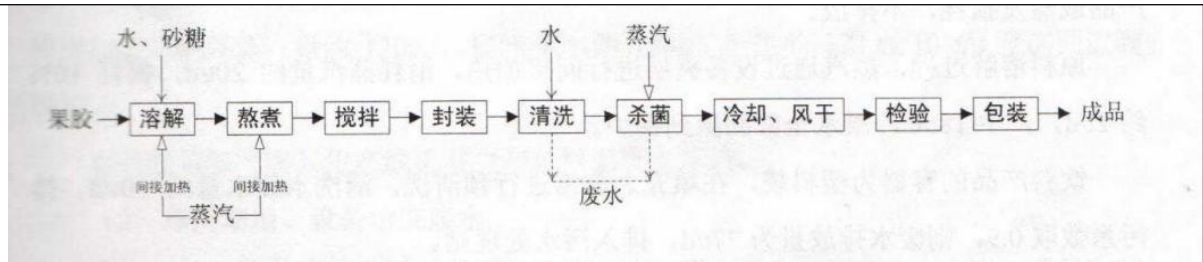 水、砂糖 水 蒸汽
果胶 溶解 熬煮 搅拌 封装 清洗 杀菌 冷却、风干 检验 包装 成品
间接加热 间接加热 废水
蒸汽